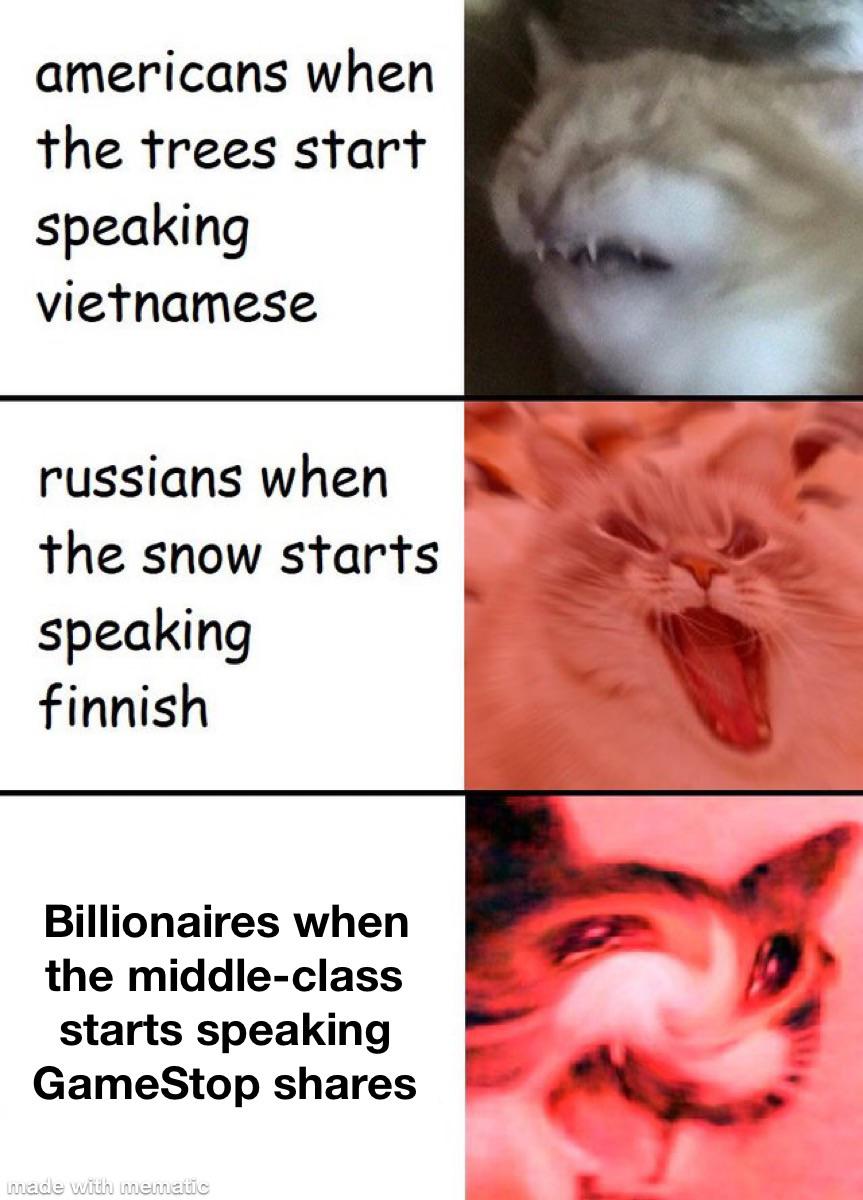 americans when
the trees start
speaking
vietnamese
russians when
the snow starts
speaking
finnish
Billionaires when
the middle-class
starts speaking
GameStop shares
made with mematic